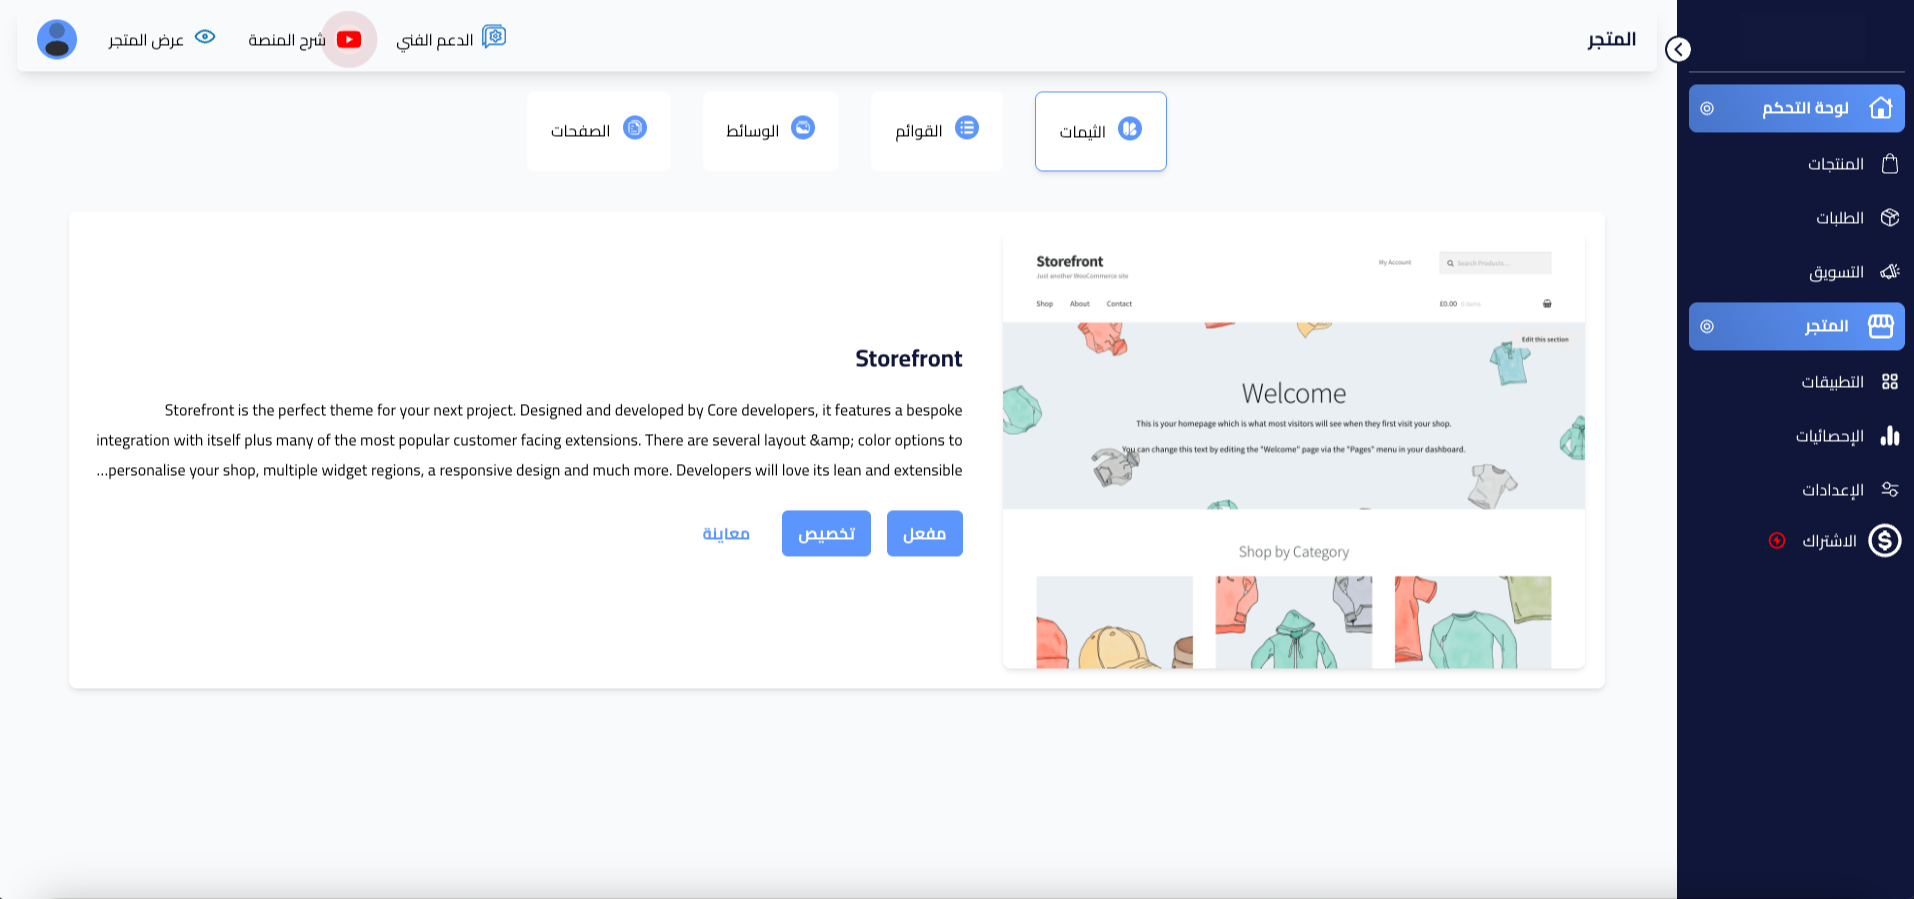 المتجر
الدعم الفني
شرح المنصة
عرض المتجر
لوحة التحكم
المنتجات
الطلبات
التسويق
المتجر
التطبيقات
الإحصائيات
الإعدادات
الاشتراك
الثيمات
القوائم
الوسائط
الصفحات
Storefront
Just another WooCommerce site
My Account
Search Products...
Shop About Contact
£0.00 0 items
Edit this section
Welcome
This is your homepage which is what most visitors will see when they first visit your shop.
You can change this text by editing the "Welcome" page via the "Pages" menu in your dashboard.
Shop by Category
Storefront
Storefront is the perfect theme for your next project. Designed and developed by Core developers, it features a bespoke
integration with itself plus many of the most popular customer facing extensions. There are several layout &amp; color options to
...personalise your shop, multiple widget regions, a responsive design and much more. Developers will love its lean and extensible
مفعل
تخصيص
معاينة